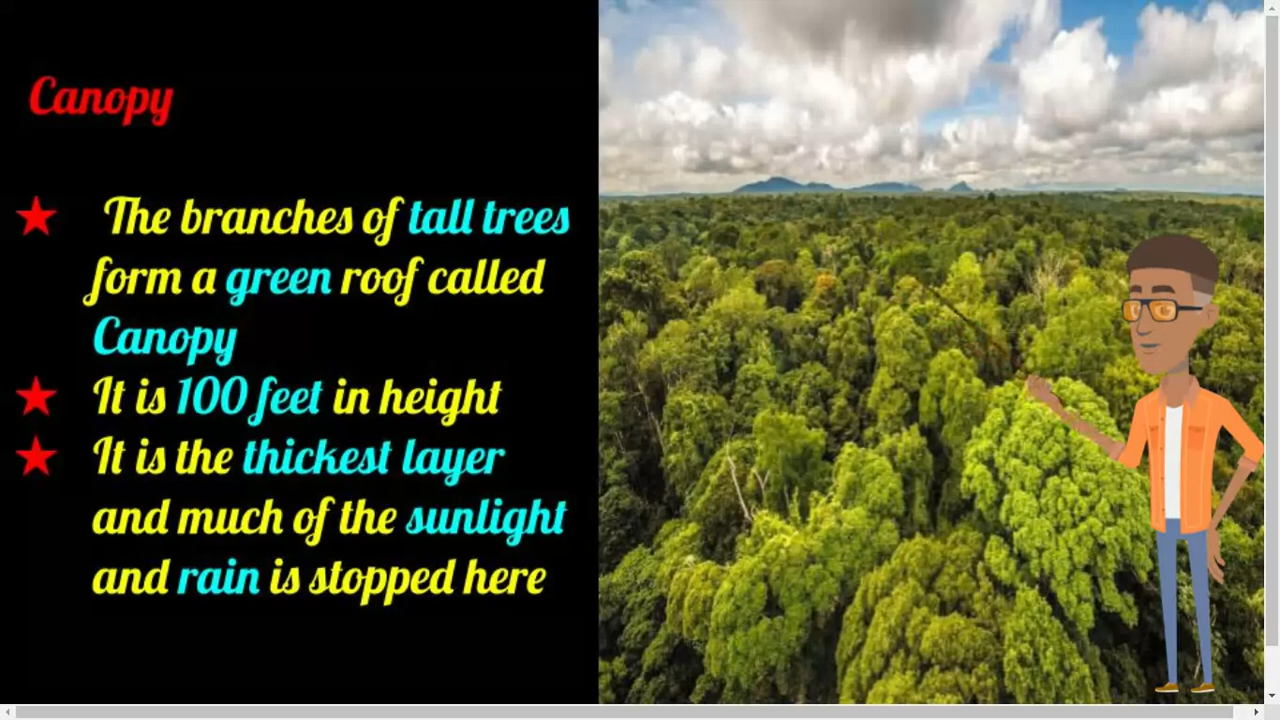 Canopy
The branches of tall trees
form a green roof called
Canopy
It is 100 feet in height
It is the thickest layer
and much of the sunlight
and rain is stopped here